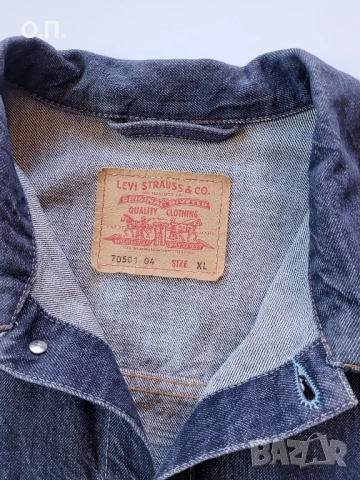 о.п.
LEVI STRAUSS & CO.
ORIGINAL RIVETED
QUALITY CLOTHING
70501 04 SIZE XL
BAZAR